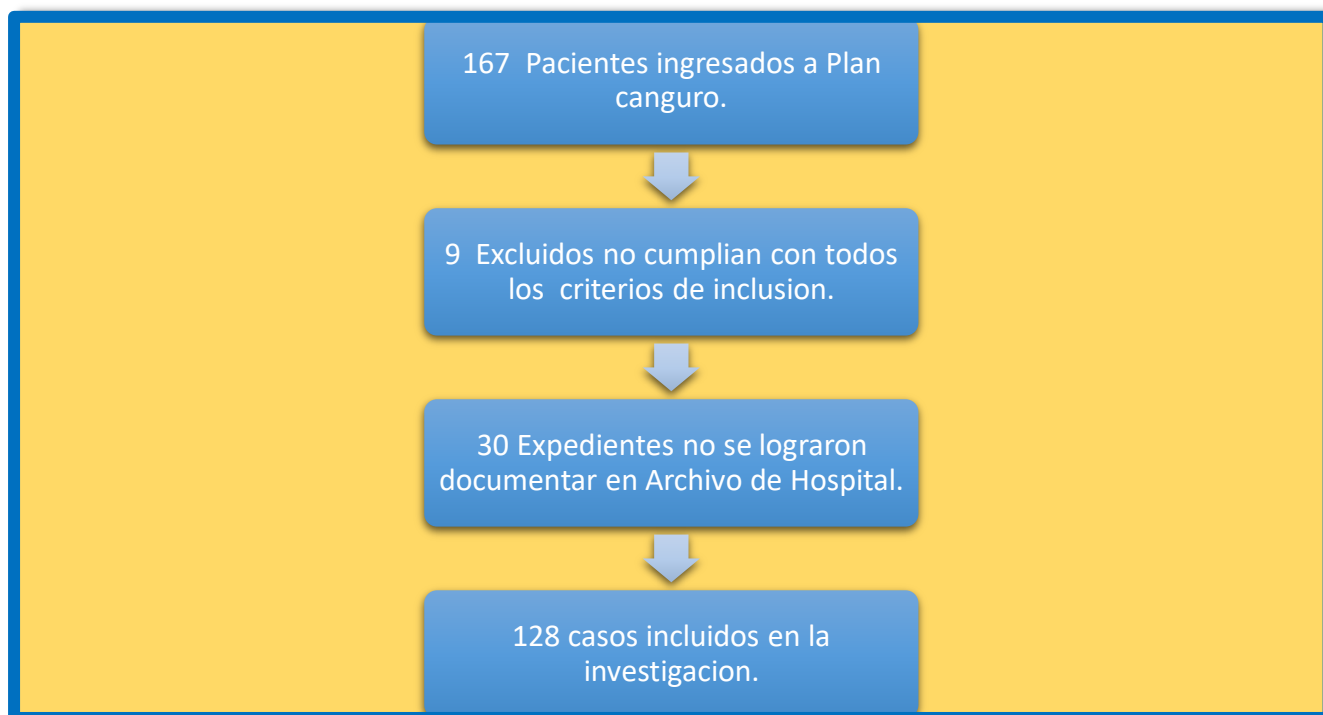 167  Pacientes ingresados a Plan
canguro.
9  Excluidos no cumplian con todos
los  criterios de inclusion.
30 Expedientes no se lograron
documentar en Archivo de Hospital.
128 casos incluidos en la
investigacion.